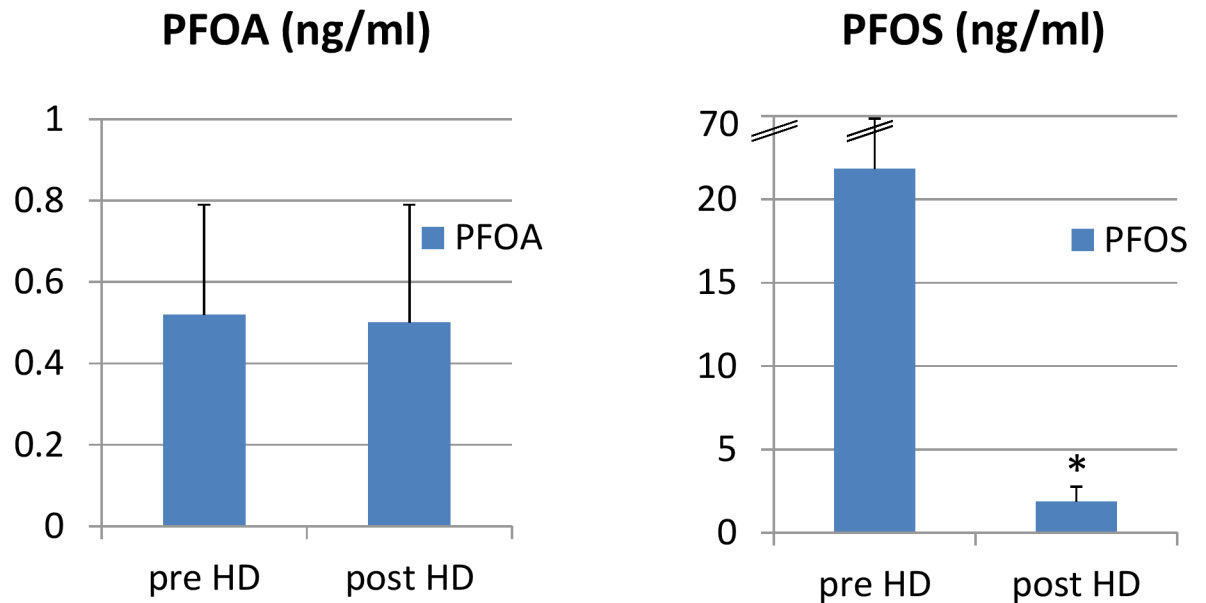 PFOA (ng/ml)
1
0.8
0.6
0.4
0.2
0
PFOA
pre HD
post HD
PFOS (ng/ml)
70
20
15
10
5
0
PFOS
*
pre HD
post HD